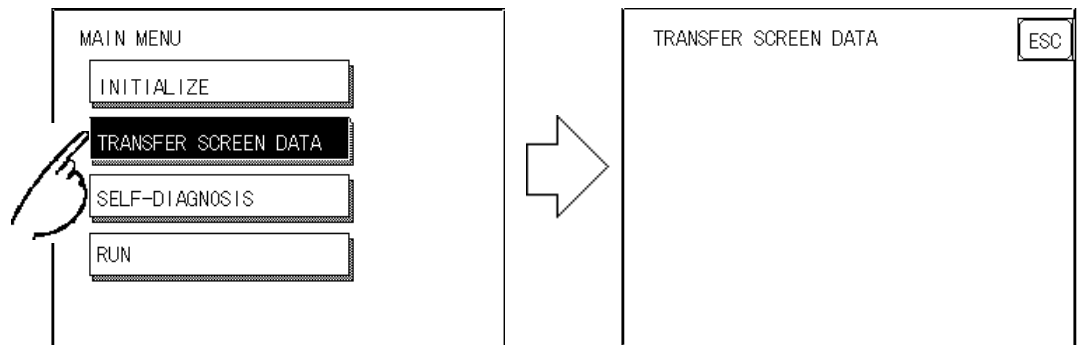 MAIN MENU
INITIALIZE
TRANSFER SCREEN DATA
SELF-DIAGNOSIS
RUN
TRANSFER SCREEN DATA
ESC